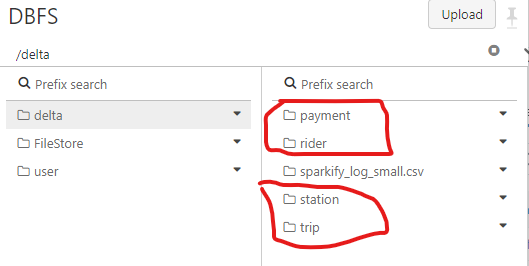 DBFS
Upload
/delta
Prefix search
delta
FileStore
user
Prefix search
payment
rider
sparkify_log_small.csv
station
trip